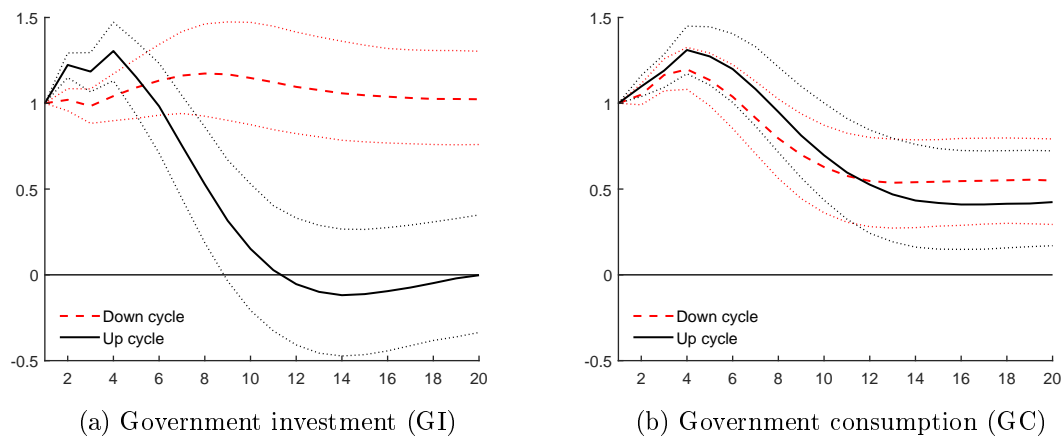 1.5
1
0.5
0
-0.5
Down cycle
Up cycle
2 4 6 8 10 12 14 16 18 20
(a) Government investment (GI)
1.5
1
0.5
0
-0.5
Down cycle
Up cycle
2 4 6 8 10 12 14 16 18 20
(b) Government consumption (GC)